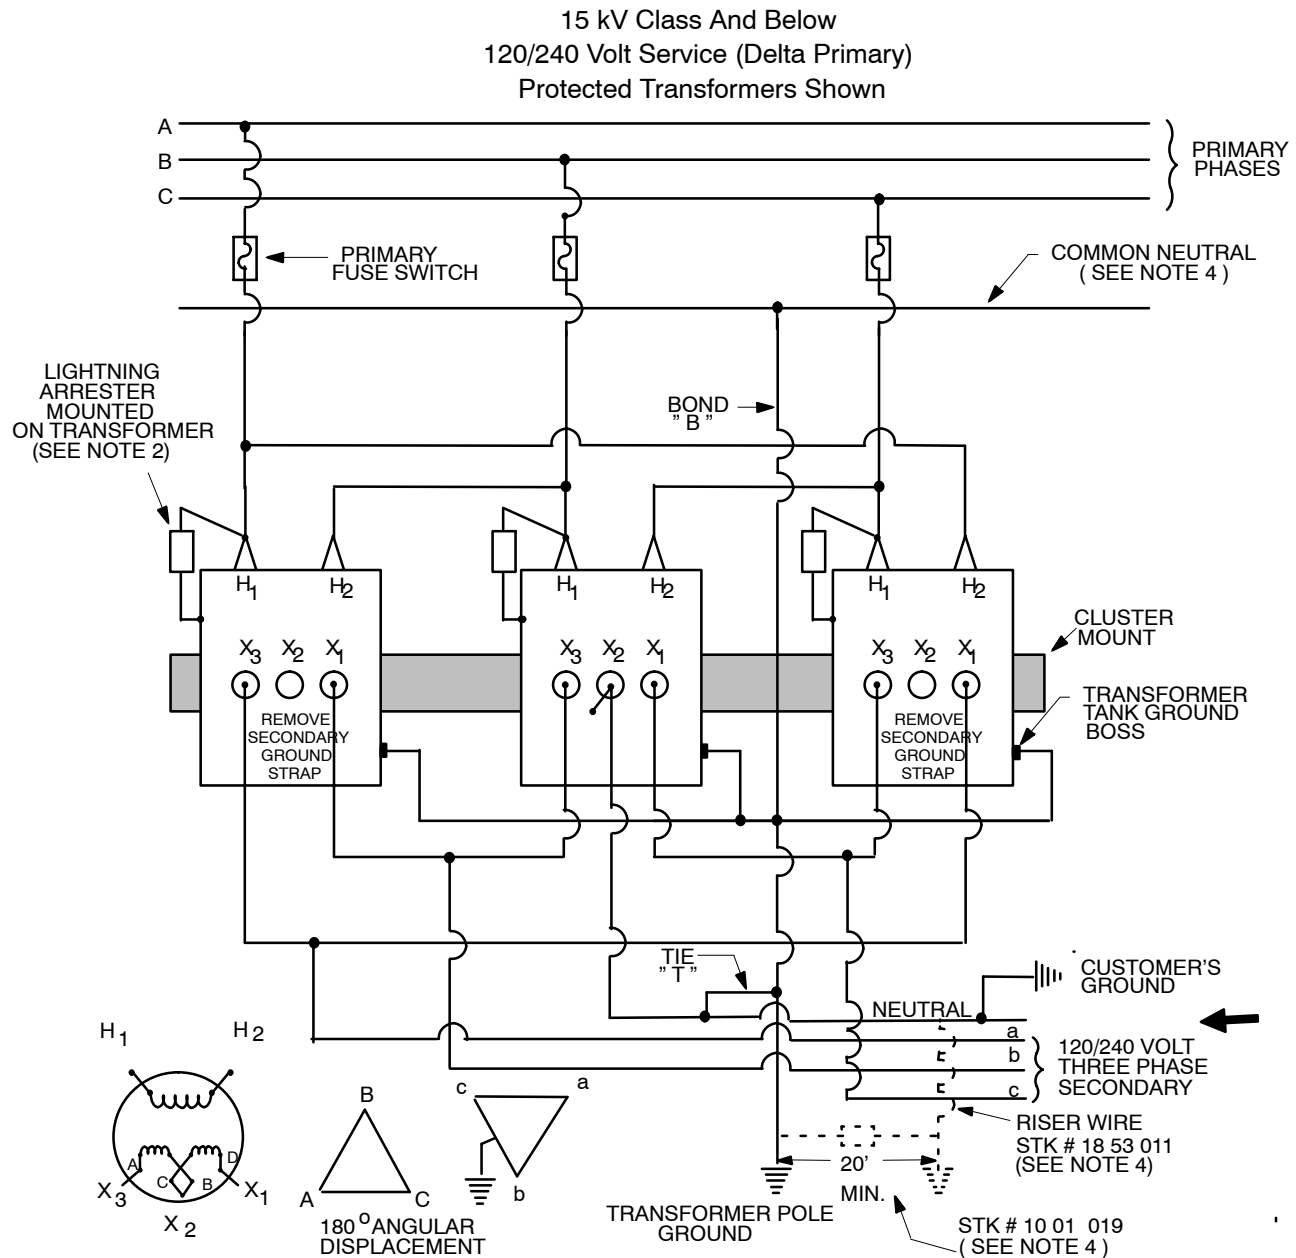 15 kV Class And Below
120/240 Volt Service (Delta Primary)
Protected Transformers Shown
A
B
C
PRIMARY
PHASES
PRIMARY
FUSE SWITCH
COMMON NEUTRAL
( SEE NOTE 4 )
LIGHTNING
ARRESTER
MOUNTED
ON TRANSFORMER
(SEE NOTE 2)
BOND
" B "
H1
H2
H1
H2
H1
H2
X3
X2
X1
X3
X2
X1
X3
X2
X1
CLUSTER
MOUNT
TRANSFORMER
TANK GROUND
BOSS
REMOVE
SECONDARY
GROUND
STRAP
REMOVE
SECONDARY
GROUND
STRAP
TIE
" T "
CUSTOMER'S
GROUND
NEUTRAL
a
b
c
120/240 VOLT
THREE PHASE
SECONDARY
RISER WIRE
STK # 18 53 011
(SEE NOTE 4)
H1
H2
A
C
B
D
X3
X1
X2
B
A
C
180° ANGULAR
DISPLACEMENT
c
a
b
20'
MIN.
TRANSFORMER POLE
GROUND
STK # 10 01 019
( SEE NOTE 4 )